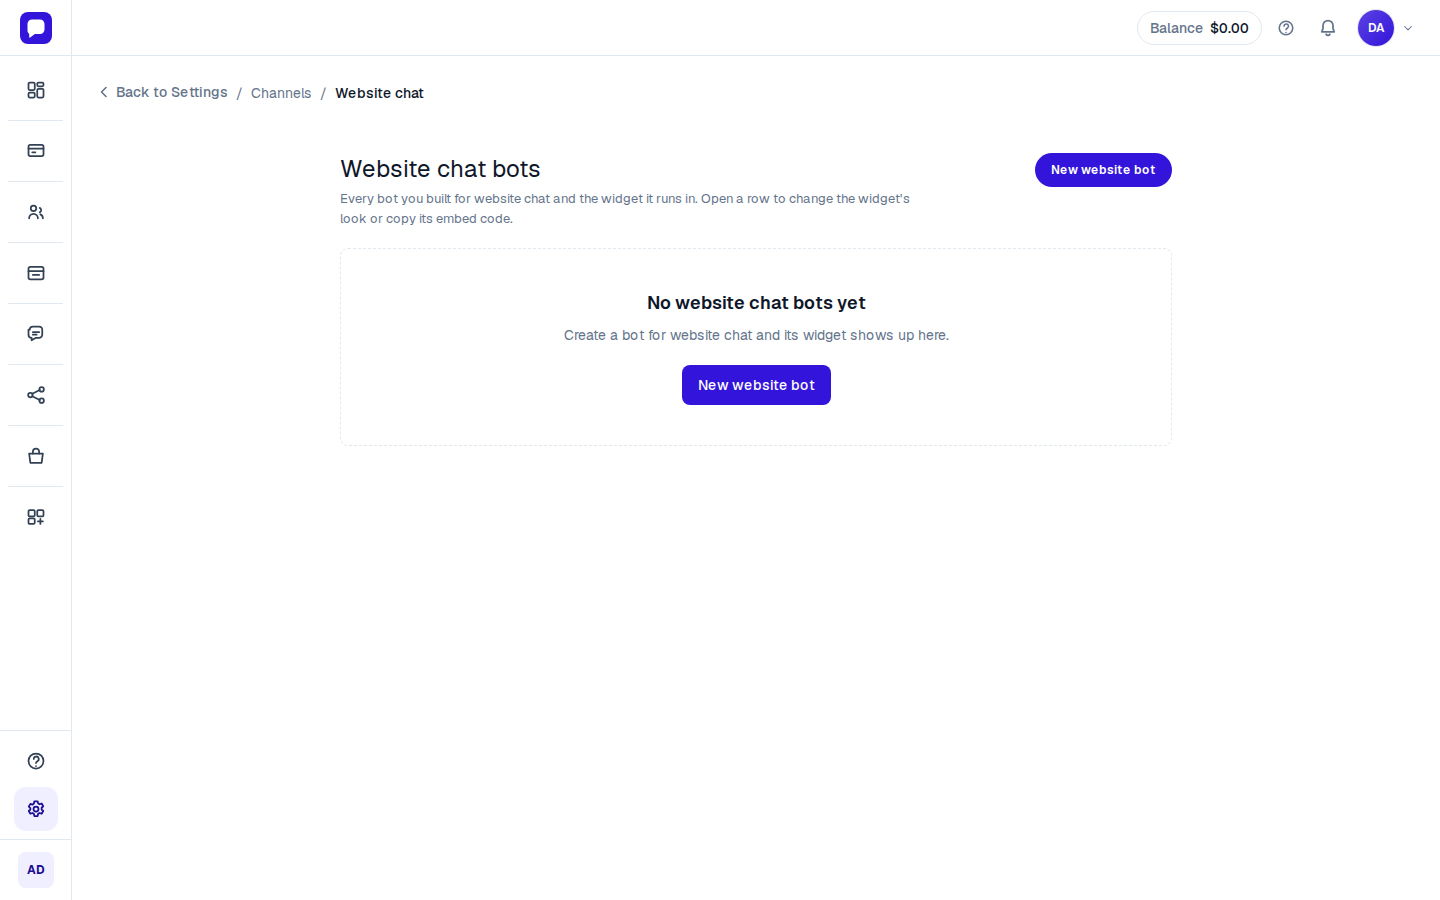 Balance $0.00
DA
Back to Settings / Channels / Website chat
Website chat bots
New website bot
Every bot you built for website chat and the widget it runs in. Open a row to change the widget's
look or copy its embed code.
No website chat bots yet
Create a bot for website chat and its widget shows up here.
New website bot
AD